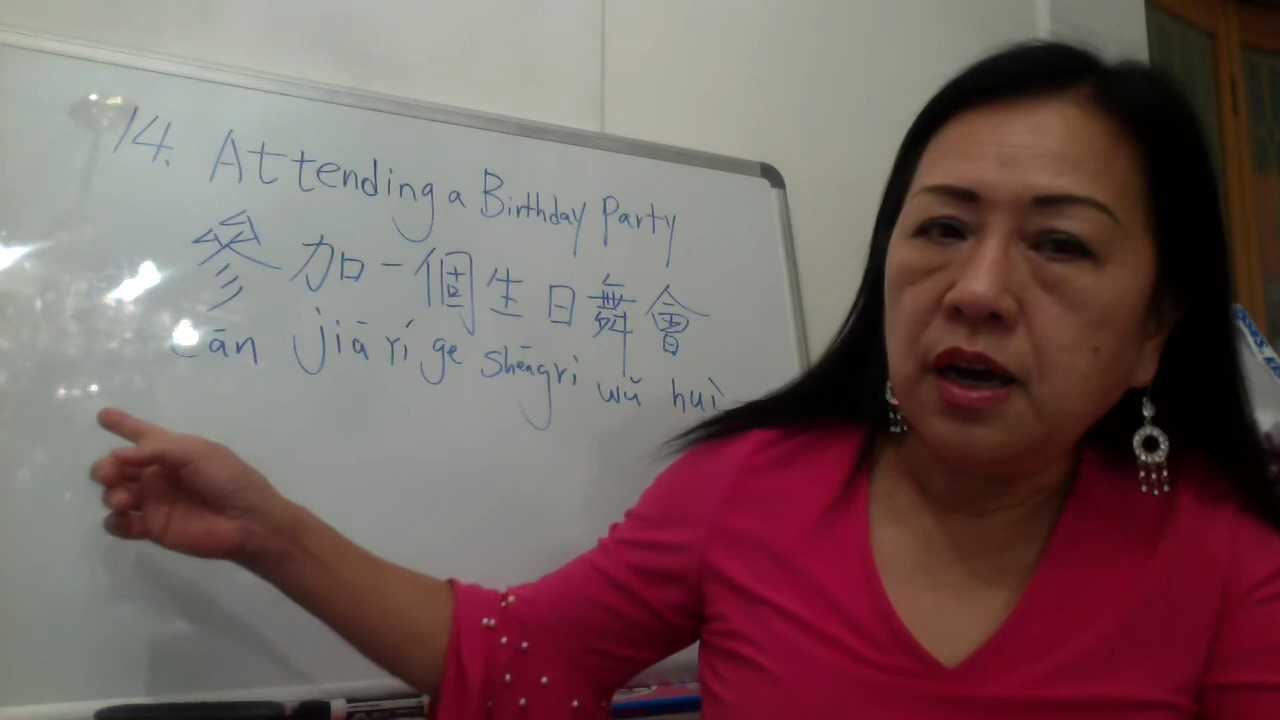 14. Attending a Birthday Party
參加一個生日舞會
cān jiā yí ge shēngrì wǔ huì